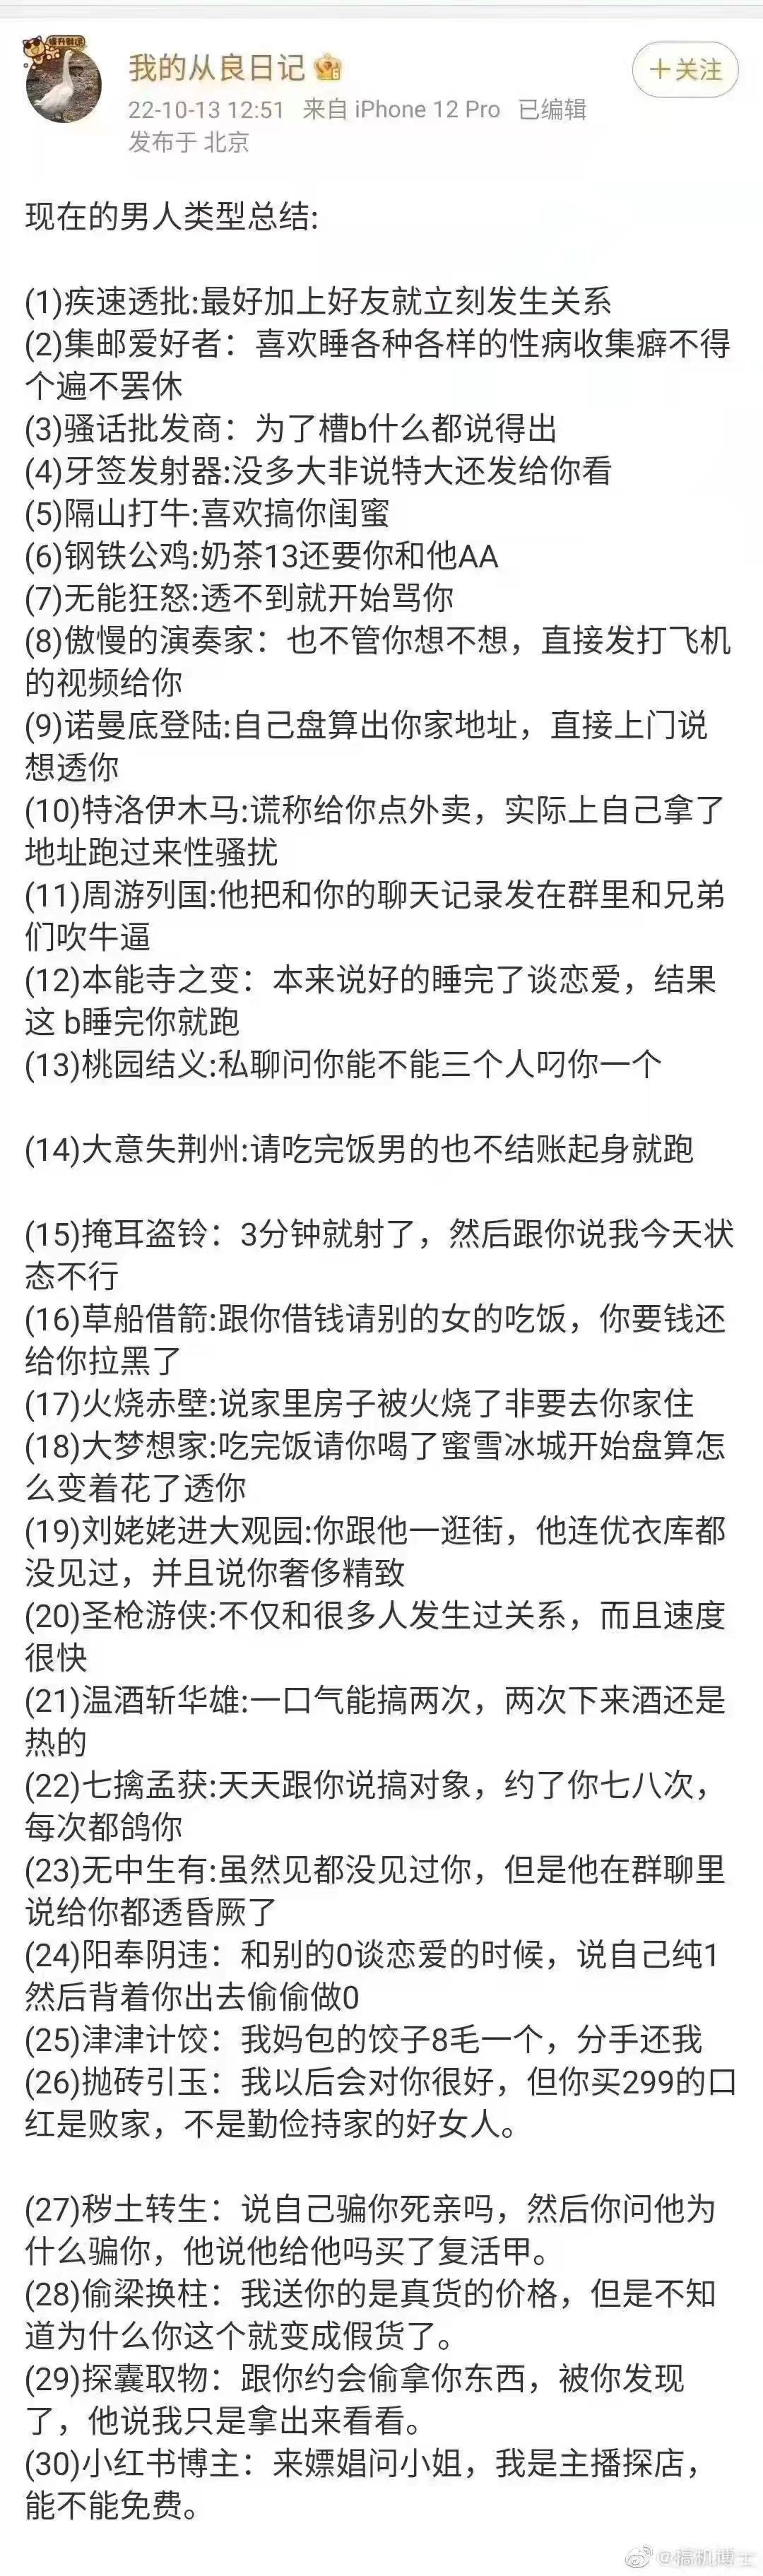 我的从良日记
十关注
22-10-13 12:51 来自 iPhone 12 Pro 已编辑
发布于 北京
现在的男人类型总结:
(1)疾速透批:最好加上好友就立刻发生关系
(2)集邮爱好者：喜欢睡各种各样的性病收集癖不得
个遍不罢休
(3)骚话批发商：为了槽b什么都说得出
(4)牙签发射器:没多大非说特大还发给你看
(5)隔山打牛:喜欢搞你闺蜜
(6)钢铁公鸡:奶茶13还要你和他AA
(7)无能狂怒:透不到就开始骂你
(8)傲慢的演奏家：也不管你想不想，直接发打飞机
的视频给你
(9)诺曼底登陆:自己盘算出你家地址，直接上门说
想透你
(10)特洛伊木马:谎称给你点外卖，实际上自己拿了
地址跑过来性骚扰
(11)周游列国:他把和你的聊天记录发在群里和兄弟
们吹牛逼
(12)本能寺之变：本来说好的睡完了谈恋爱，结果
这 b睡完你就跑
(13)桃园结义:私聊问你能不能三个人叼你一个
(14)大意失荆州:请吃完饭男的也不结账起身就跑
(15)掩耳盗铃：3分钟就射了，然后跟你说我今天状
态不行
(16)草船借箭:跟你借钱请别的女的吃饭，你要钱还
给你拉黑了
(17)火烧赤壁:说家里房子被火烧了非要去你家住
(18)大梦想家:吃完饭请你喝了蜜雪冰城开始盘算怎
么变着花了透你
(19)刘姥姥进大观园:你跟他一逛街，他连优衣库都
没见过，并且说你奢侈精致
(20)圣枪游侠:不仅和很多人发生过关系，而且速度
很快
(21)温酒斩华雄:一口气能搞两次，两次下来酒还是
热的
(22)七擒孟获:天天跟你说搞对象，约了你七八次，
每次都鸽你
(23)无中生有:虽然见都没见过你，但是他在群聊里
说给你都透昏厥了
(24)阳奉阴违：和别的0谈恋爱的时候，说自己纯1
然后背着你出去偷偷做0
(25)津津计饺：我妈包的饺子8毛一个，分手还我
(26)抛砖引玉：我以后会对你很好，但你买299的口
红是败家，不是勤俭持家的好女人。
(27)秽土转生：说自己骗你死亲吗，然后你问他为
什么骗你，他说他给他吗买了复活甲。
(28)偷梁换柱：我送你的是真货的价格，但是不知
道为什么你这个就变成假货了。
(29)探囊取物：跟你约会偷拿你东西，被你发现
了，他说我只是拿出来看看。
(30)小红书博主：来嫖娼问小姐，我是主播探店，
能不能免费。
@搞机博士